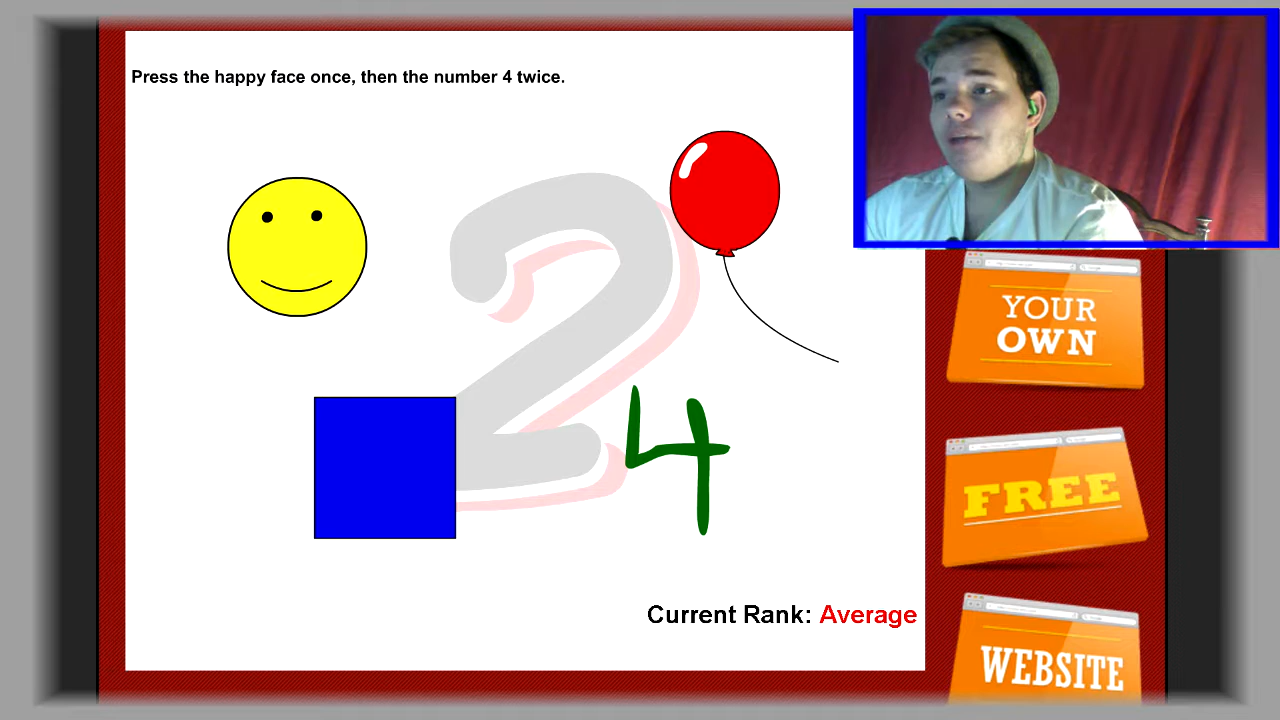 Press the happy face once, then the number 4 twice.
2
4
Current Rank: Average
YOUR
OWN
FREE
WEBSITE